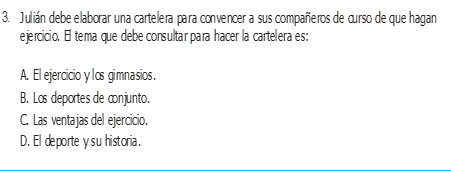 3. Julián debe elaborar una cartelera para convencer a sus compañeros de curso de que hagan
ejercicio. El tema que debe consultar para hacer la cartelera es:
A. El ejercicio y los gimnasios.
B. Los deportes de conjunto.
C. Las ventajas del ejercicio.
D. El deporte y su historia.